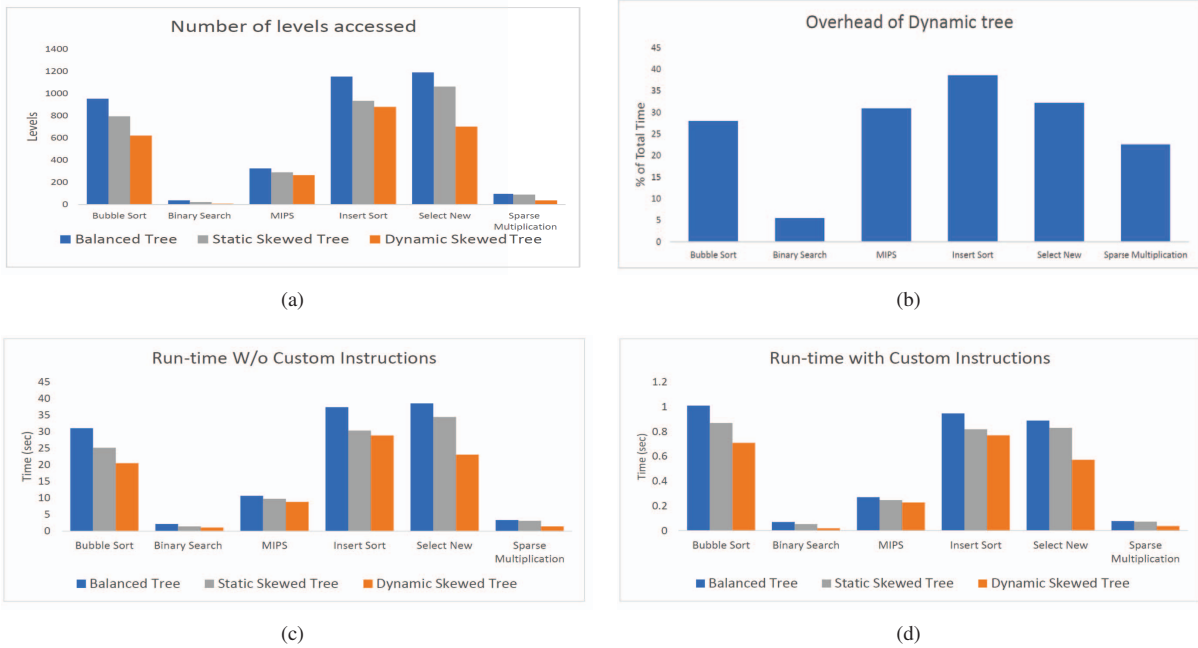 Number of levels accessed
1400
1200
1000
800
600
400
200
0
Levels
Bubble Sort Binary Search MIPS Insert Sort Select New Sparse Multiplication
Balanced Tree Static Skewed Tree Dynamic Skewed Tree
(a)
Overhead of Dynamic tree
45
40
35
30
25
20
15
10
5
0
% of Total Time
Bubble Sort Binary Search MIPS Insert Sort Select New Sparse Multiplication
(b)
Run-time W/o Custom Instructions
45
40
35
30
25
20
15
10
5
0
Time (sec)
Bubble Sort Binary Search MIPS Insert Sort Select New Sparse
Multiplication
Balanced Tree Static Skewed Tree Dynamic Skewed Tree
(c)
Run-time with Custom Instructions
1.2
1
0.8
0.6
0.4
0.2
0
Time (sec)
Bubble Sort Binary Search MIPS Insert Sort Select New Sparse
Multiplication
Balanced Tree Static Skewed Tree Dynamic Skewed Tree
(d)